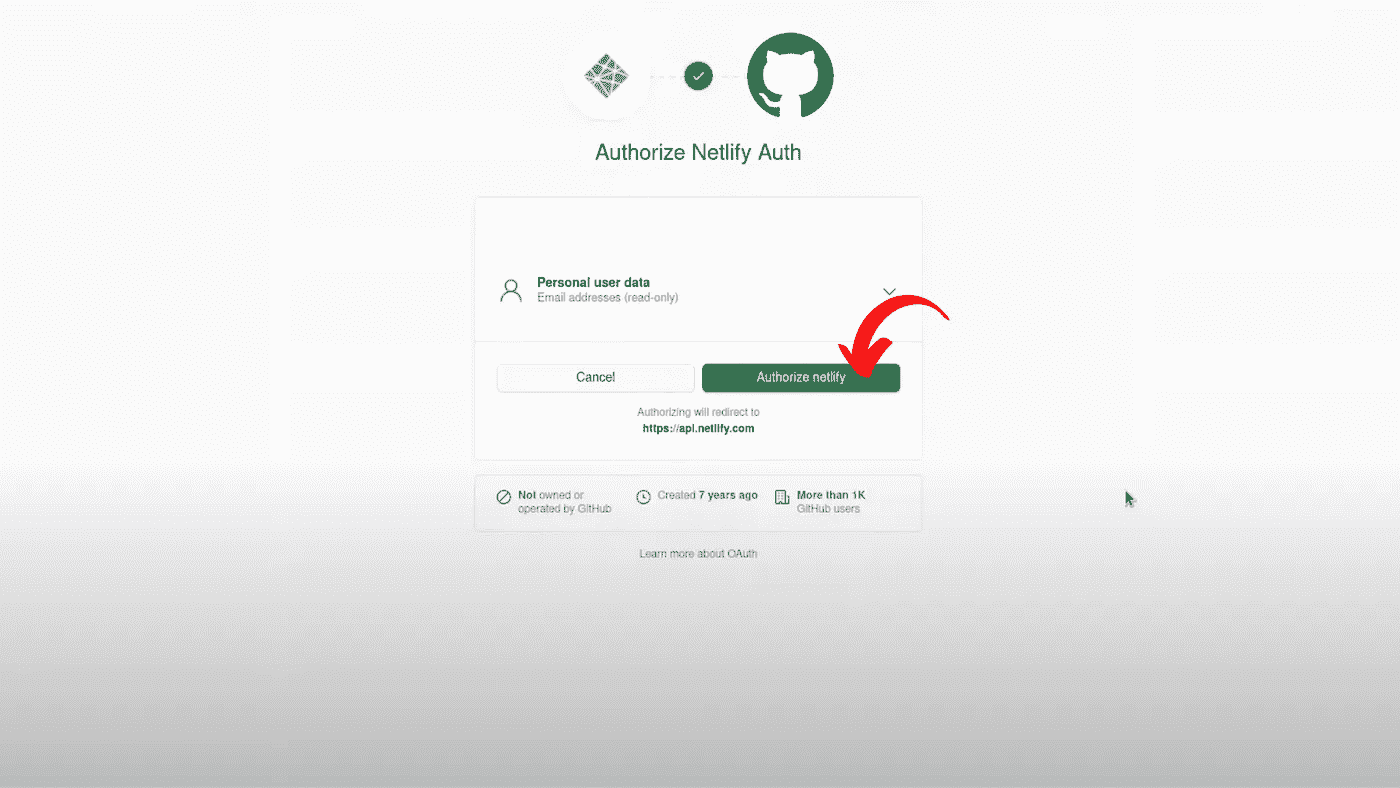 Authorize Netlify Auth
Personal user data
Email addresses (read-only)
Cancel
Authorize netlify
Authorizing will redirect to
https://api.netlify.com
Not owned or
operated by GitHub
Created 7 years ago
More than 1K
GitHub users
Learn more about OAuth